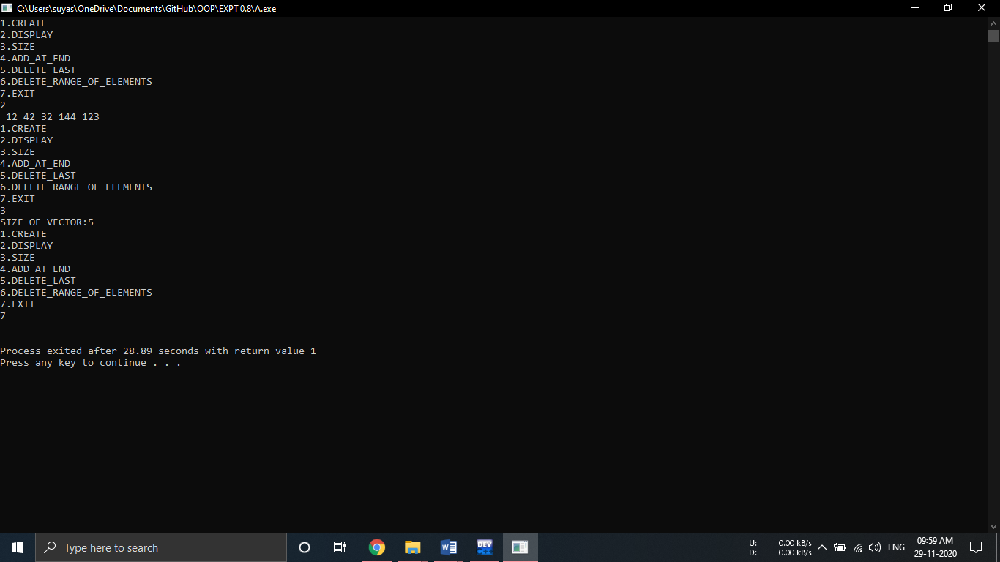 C:\Users\suyas\OneDrive\Documents\GitHub\OOP\EXPT 0.8\A.exe
1.CREATE
2.DISPLAY
3.SIZE
4.ADD_AT_END
5.DELETE_LAST
6.DELETE_RANGE_OF_ELEMENTS
7.EXIT
2
 12 42 32 144 123
1.CREATE
2.DISPLAY
3.SIZE
4.ADD_AT_END
5.DELETE_LAST
6.DELETE_RANGE_OF_ELEMENTS
7.EXIT
3
SIZE OF VECTOR:5
1.CREATE
2.DISPLAY
3.SIZE
4.ADD_AT_END
5.DELETE_LAST
6.DELETE_RANGE_OF_ELEMENTS
7.EXIT
7
--------------------------------
Process exited after 28.89 seconds with return value 1
Press any key to continue . . .
Type here to search
DEV
U: 0.00 kB/s
D: 0.00 kB/s
ENG
09:59 AM
29-11-2020